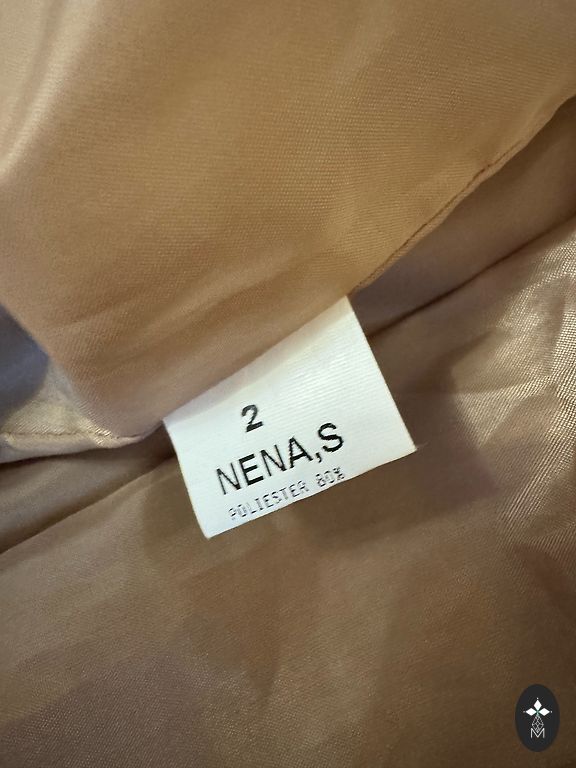 2
NENA,S
POLIESTER 80%
M